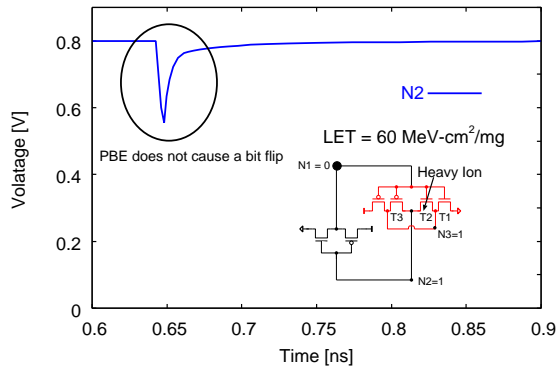 0.8
0.6
0.4
0.2
0
0.6
0.65
0.7
0.75
0.8
0.85
0.9
Volatage [V]
Time [ns]
N2
LET = 60 MeV-cm²/mg
PBE does not cause a bit flip
N1 = 0
Heavy Ion
T3
T2
T1
N3=1
N2=1